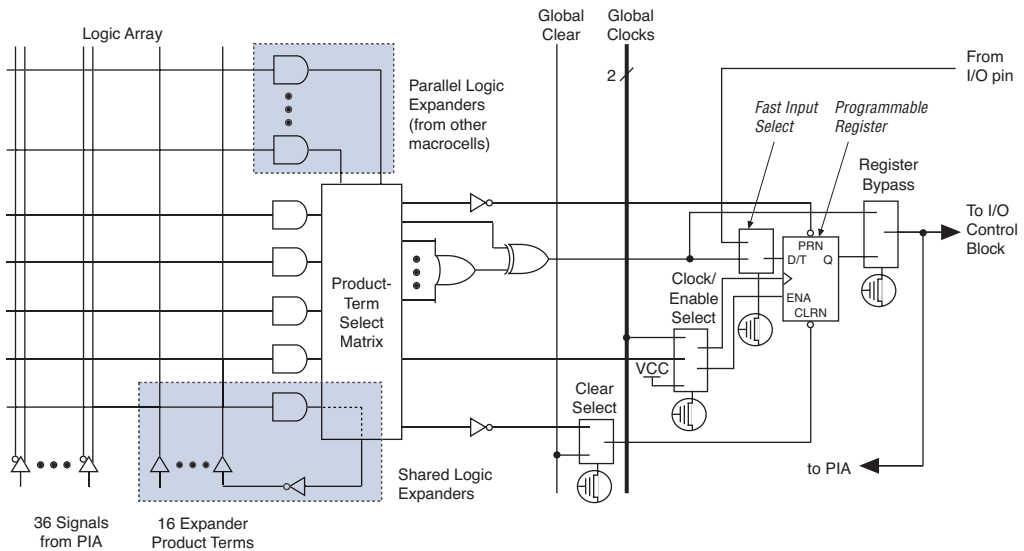 Logic Array
Global
Clear
Global
Clocks
2
From
I/O pin
Parallel Logic
Expanders
(from other
macrocells)
Fast Input
Select
Programmable
Register
Register
Bypass
To I/O
Control
Block
PRN
D/T
Q
ENA
CLRN
Product-
Term
Select
Matrix
Clock/
Enable
Select
VCC
Clear
Select
Shared Logic
Expanders
to PIA
36 Signals
from PIA
16 Expander
Product Terms